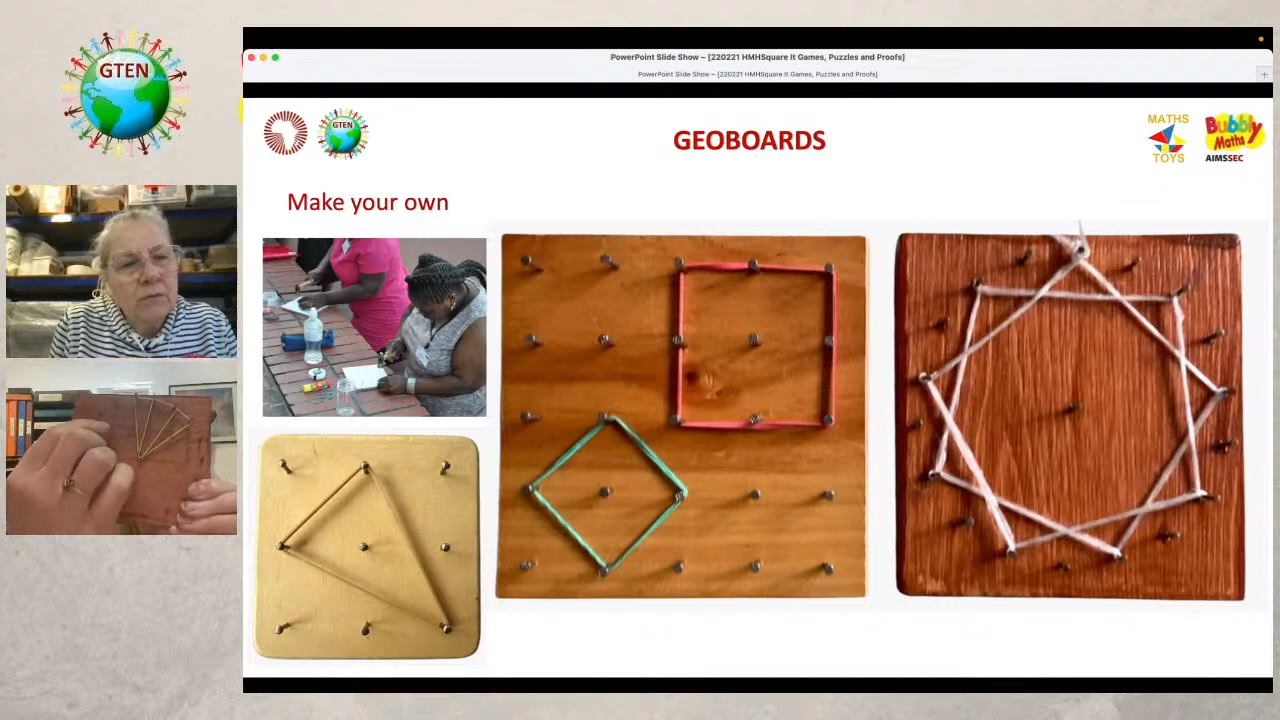 GTEN
PowerPoint Slide Show – [220221 HMHSquare It Games, Puzzles and Proofs]
PowerPoint Slide Show – [220221 HMHSquare It Games, Puzzles and Proofs]
GTEN
GEOBOARDS
MATHS
TOYS
Bubbly
Maths
AIMSSEC
Make your own